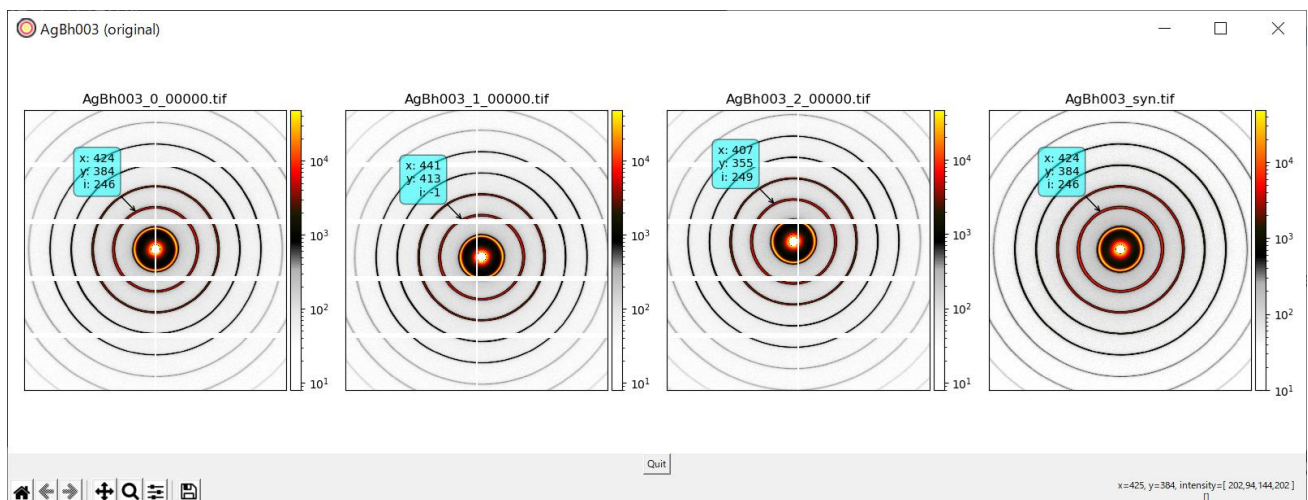 AgBh003 (original)
AgBh003_0_00000.tif
AgBh003_1_00000.tif
AgBh003_2_00000.tif
AgBh003_syn.tif
x: 424
y: 384
i: 246
x: 441
y: 413
i: -1
x: 407
y: 355
i: 249
x: 424
y: 384
i: 246
10⁴
10³
10²
10¹
10⁴
10³
10²
10¹
10⁴
10³
10²
10¹
10⁴
10³
10²
10¹
Quit
x=425, y=384, intensity=[ 202,94,144,202 ]
[]